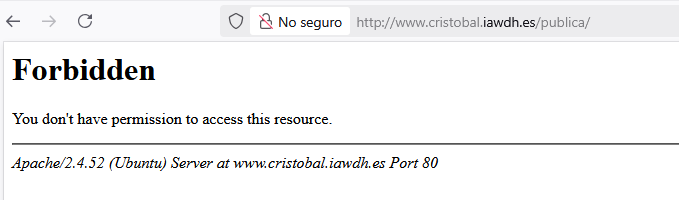 No seguro http://www.cristobal.iawdh.es/publica/
Forbidden
You don't have permission to access this resource.
Apache/2.4.52 (Ubuntu) Server at www.cristobal.iawdh.es Port 80